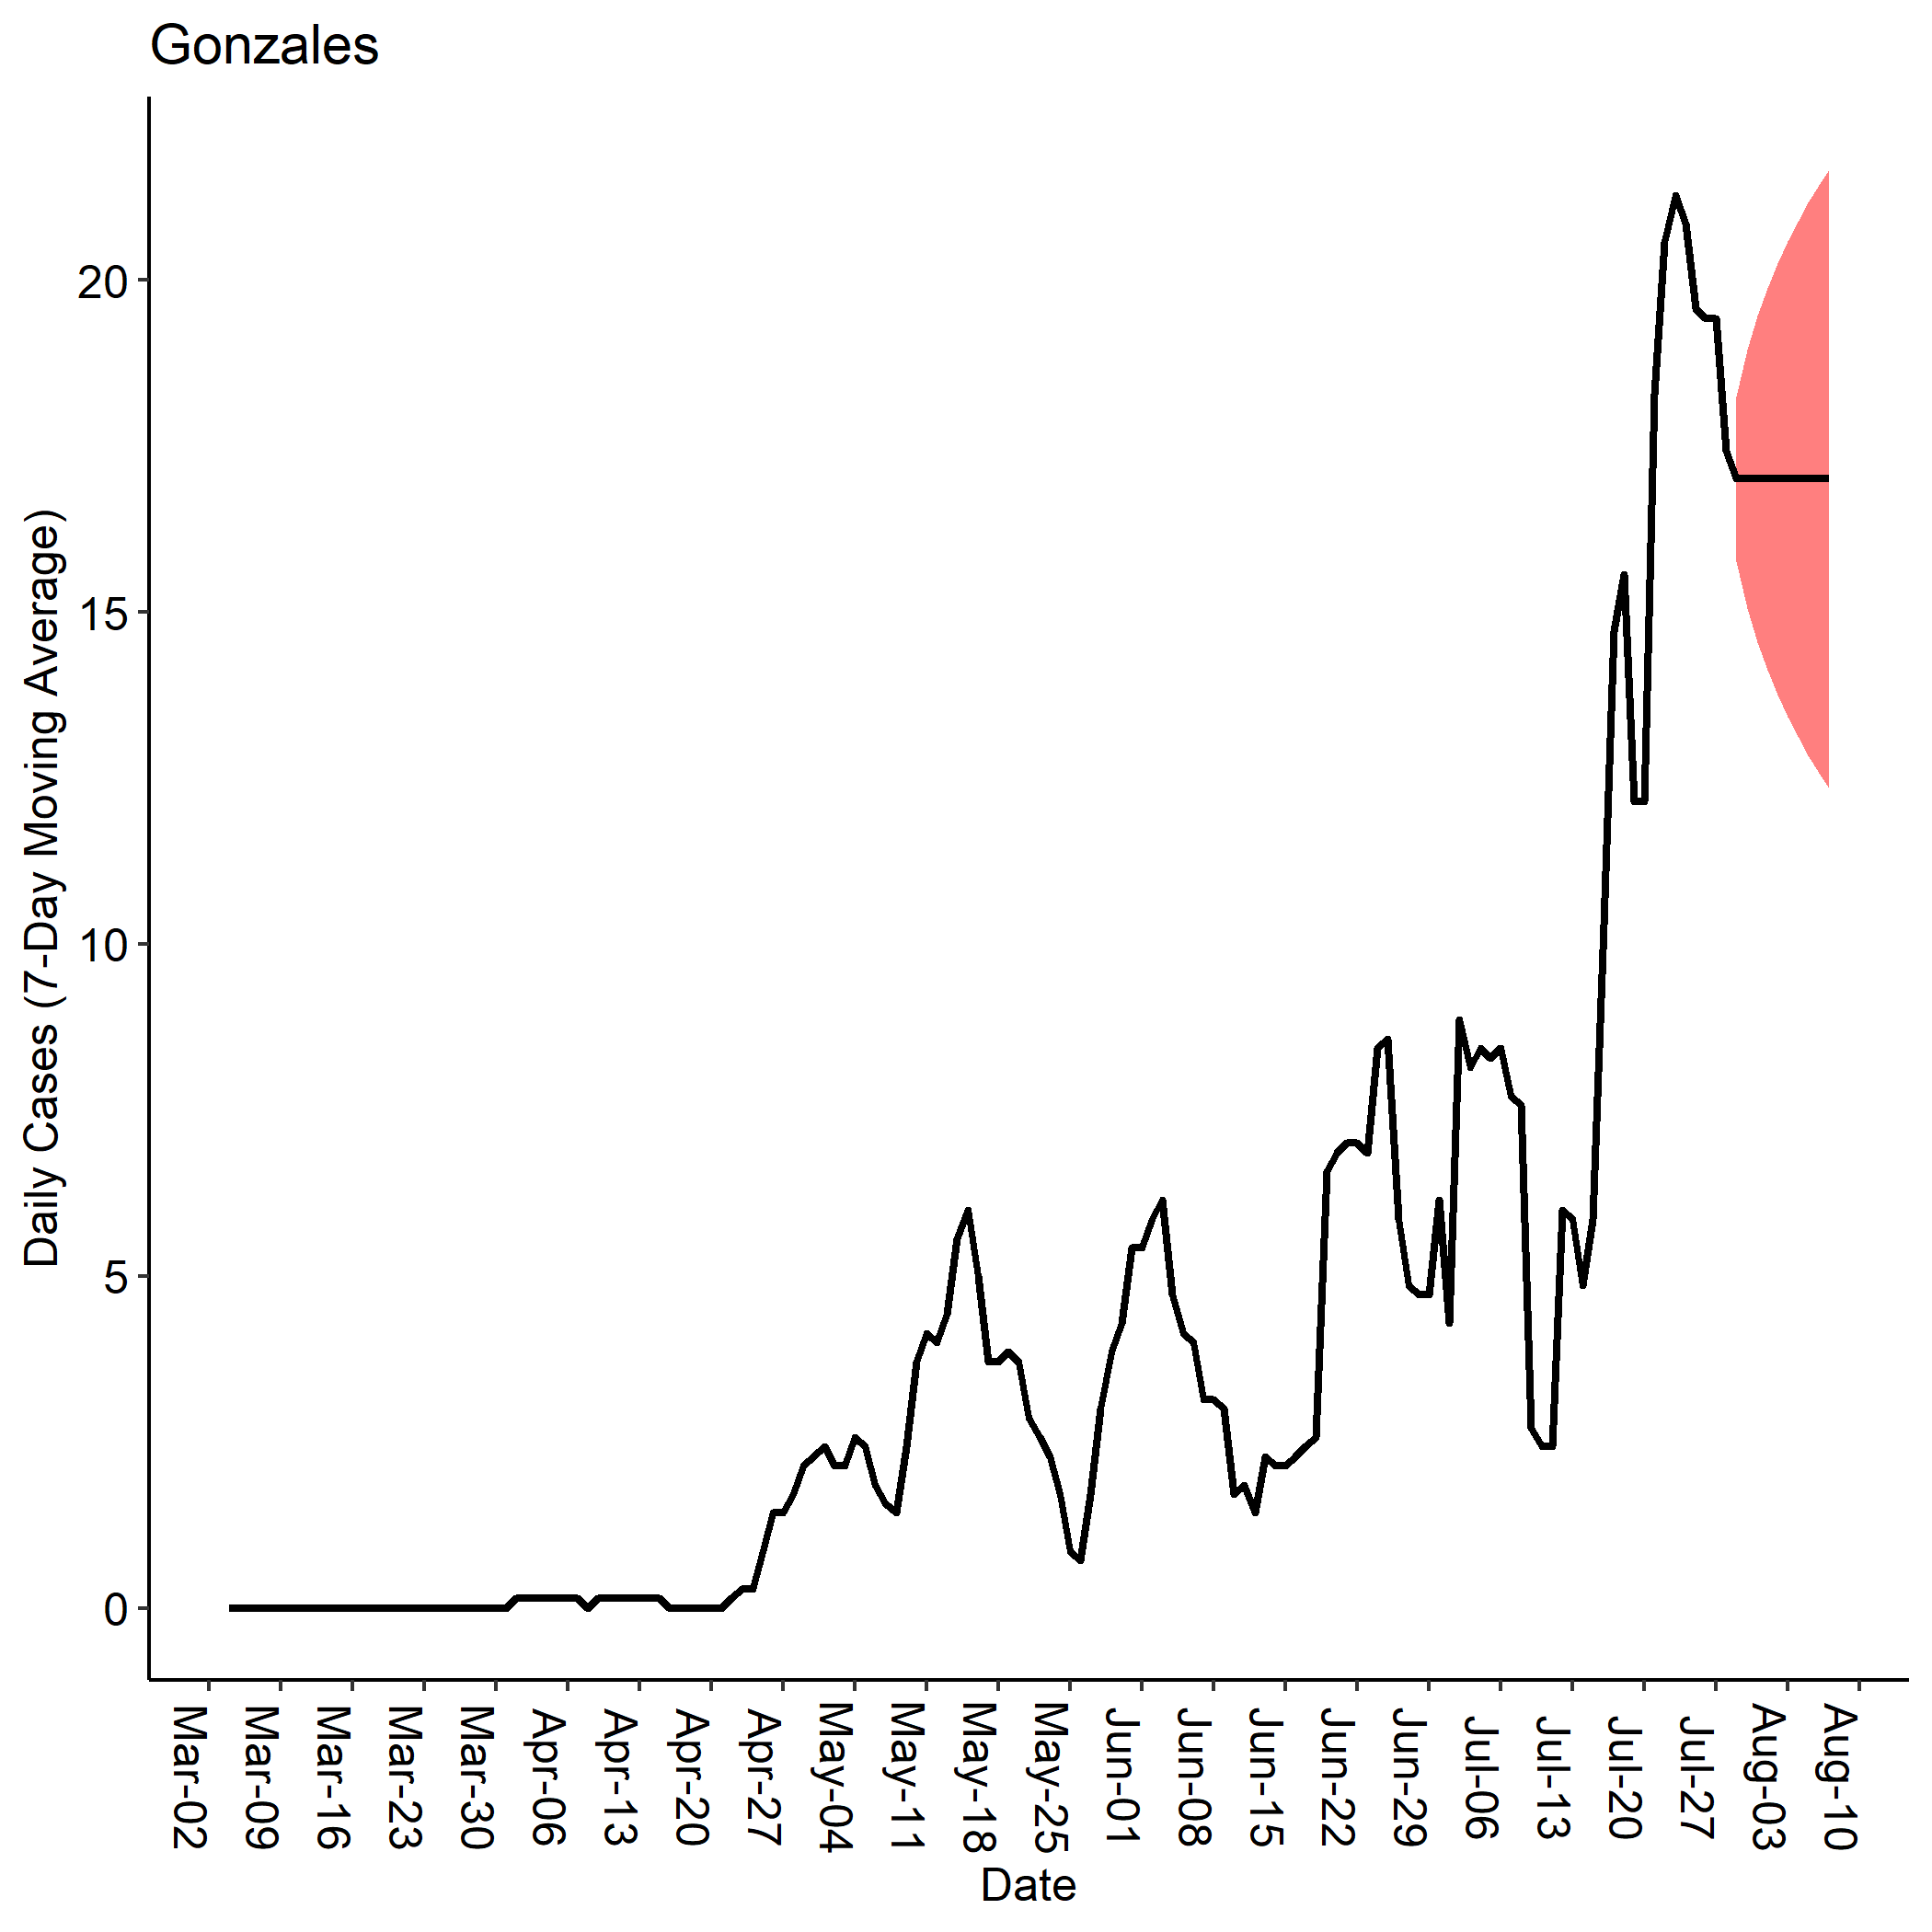 Gonzales
Daily Cases (7-Day Moving Average)
20
15
10
5
0
Mar-02
Mar-09
Mar-16
Mar-23
Mar-30
Apr-06
Apr-13
Apr-20
Apr-27
May-04
May-11
May-18
May-25
Jun-01
Jun-08
Jun-15
Jun-22
Jun-29
Jul-06
Jul-13
Jul-20
Jul-27
Aug-03
Aug-10
Date